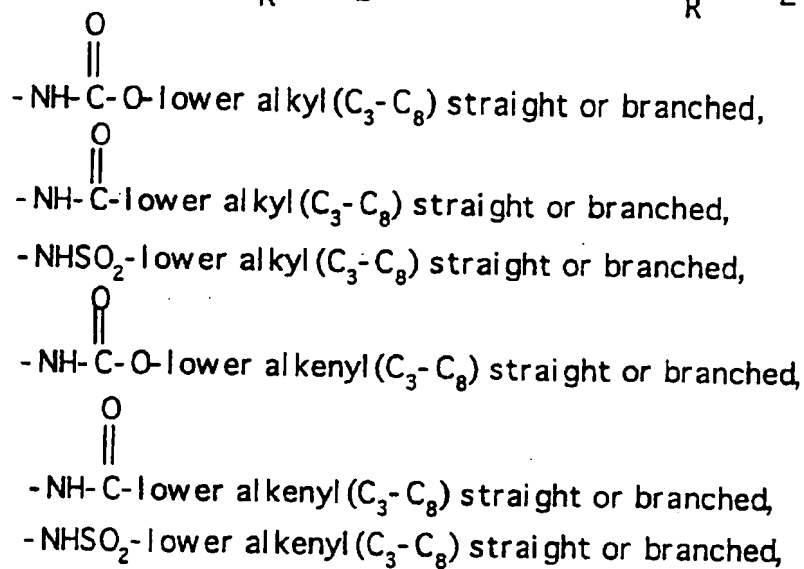 R R
O
||
-NH-C-O-lower alkyl(C₃-C₈) straight or branched,
O
||
-NH-C-lower alkyl(C₃-C₈) straight or branched,
-NHSO₂-lower alkyl(C₃-C₈) straight or branched,
O
||
-NH-C-O-lower alkenyl(C₃-C₈) straight or branched,
O
||
-NH-C-lower alkenyl(C₃-C₈) straight or branched,
-NHSO₂-lower alkenyl(C₃-C₈) straight or branched,